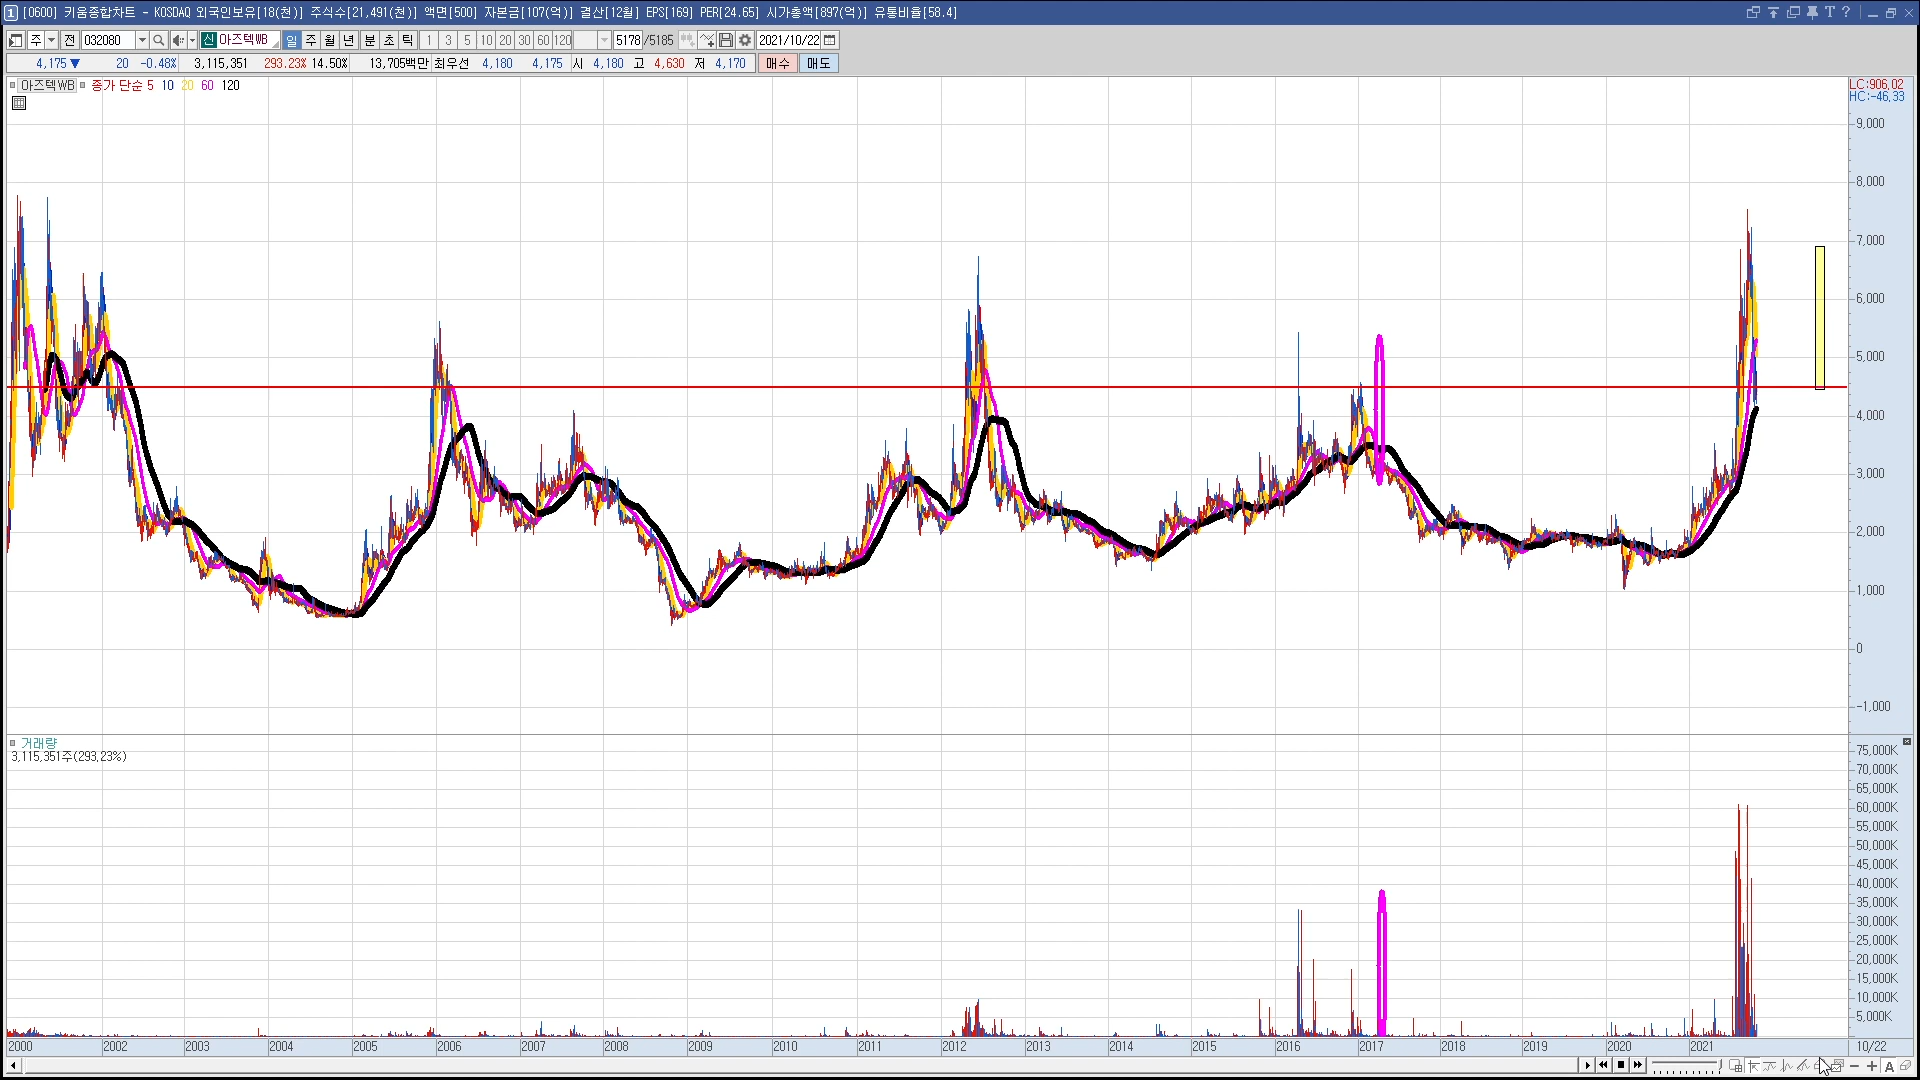 1 [0600] 키움종합차트 - KOSDAQ 외국인보유[18(천)] 주식수[21,491(천)] 액면[500] 자본금[107(억)] 결산[12월] EPS[169] PER[24.65] 시가총액[897(억)] 유통비율[58.4] T ?
주 전 032080 신 아즈텍WB 일 주 월 년 분 초 틱 1 3 5 10 20 30 60 120 5178 /5185 2021/10/22
4,175 ▼ 20 -0.48% 3,115,351 293.23% 14.50% 13,705백만 최우선 4,180 4,175 시 4,180 고 4,630 저 4,170 매수 매도
아즈텍WB 종가 단순 5 10 20 60 120
LC:906,02
HC:-46,33
9,000
8,000
7,000
6,000
5,000
4,000
3,000
2,000
1,000
0
-1,000
거래량
3,115,351주(293,23%)
75,000K
70,000K
65,000K
60,000K
55,000K
50,000K
45,000K
40,000K
35,000K
30,000K
25,000K
20,000K
15,000K
10,000K
5,000K
2000 2002 2003 2004 2005 2006 2007 2008 2009 2010 2011 2012 2013 2014 2015 2016 2017 2018 2019 2020 2021 10/22
A